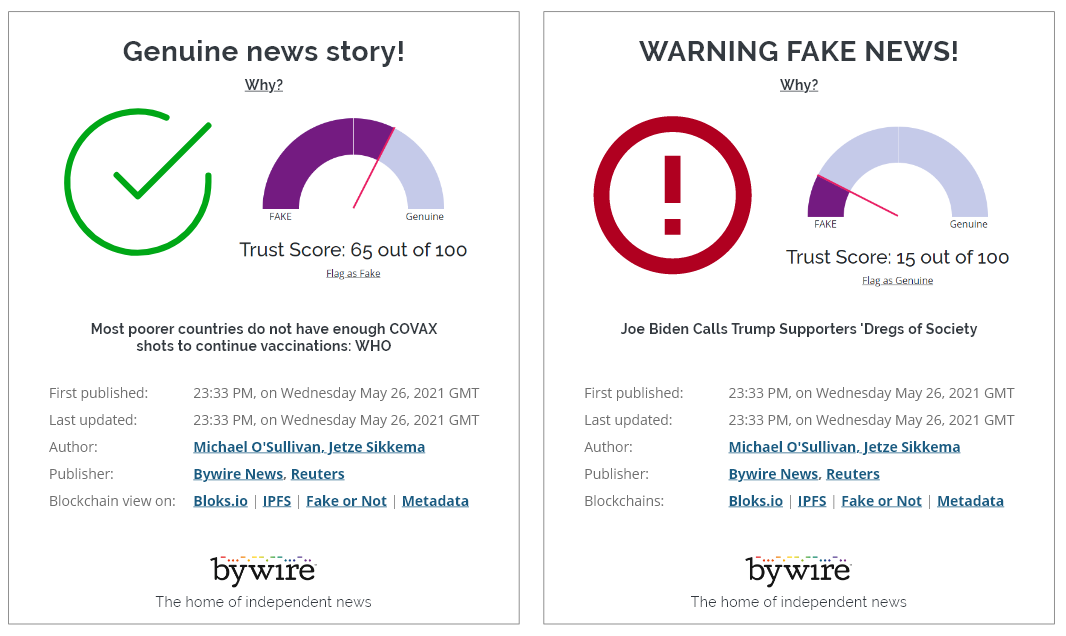 Genuine news story!
Why?
FAKE
Genuine
Trust Score: 65 out of 100
Flag as Fake
Most poorer countries do not have enough COVAX
shots to continue vaccinations: WHO
First published: 23:33 PM, on Wednesday May 26, 2021 GMT
Last updated: 23:33 PM, on Wednesday May 26, 2021 GMT
Author: Michael O'Sullivan, Jetze Sikkema
Publisher: Bywire News, Reuters
Blockchain view on: Bloks.io | IPFS | Fake or Not | Metadata
bywire
The home of independent news
WARNING FAKE NEWS!
Why?
FAKE
Genuine
Trust Score: 15 out of 100
Flag as Genuine
Joe Biden Calls Trump Supporters 'Dregs of Society
First published: 23:33 PM, on Wednesday May 26, 2021 GMT
Last updated: 23:33 PM, on Wednesday May 26, 2021 GMT
Author: Michael O'Sullivan, Jetze Sikkema
Publisher: Bywire News, Reuters
Blockchains: Bloks.io | IPFS | Fake or Not | Metadata
bywire
The home of independent news